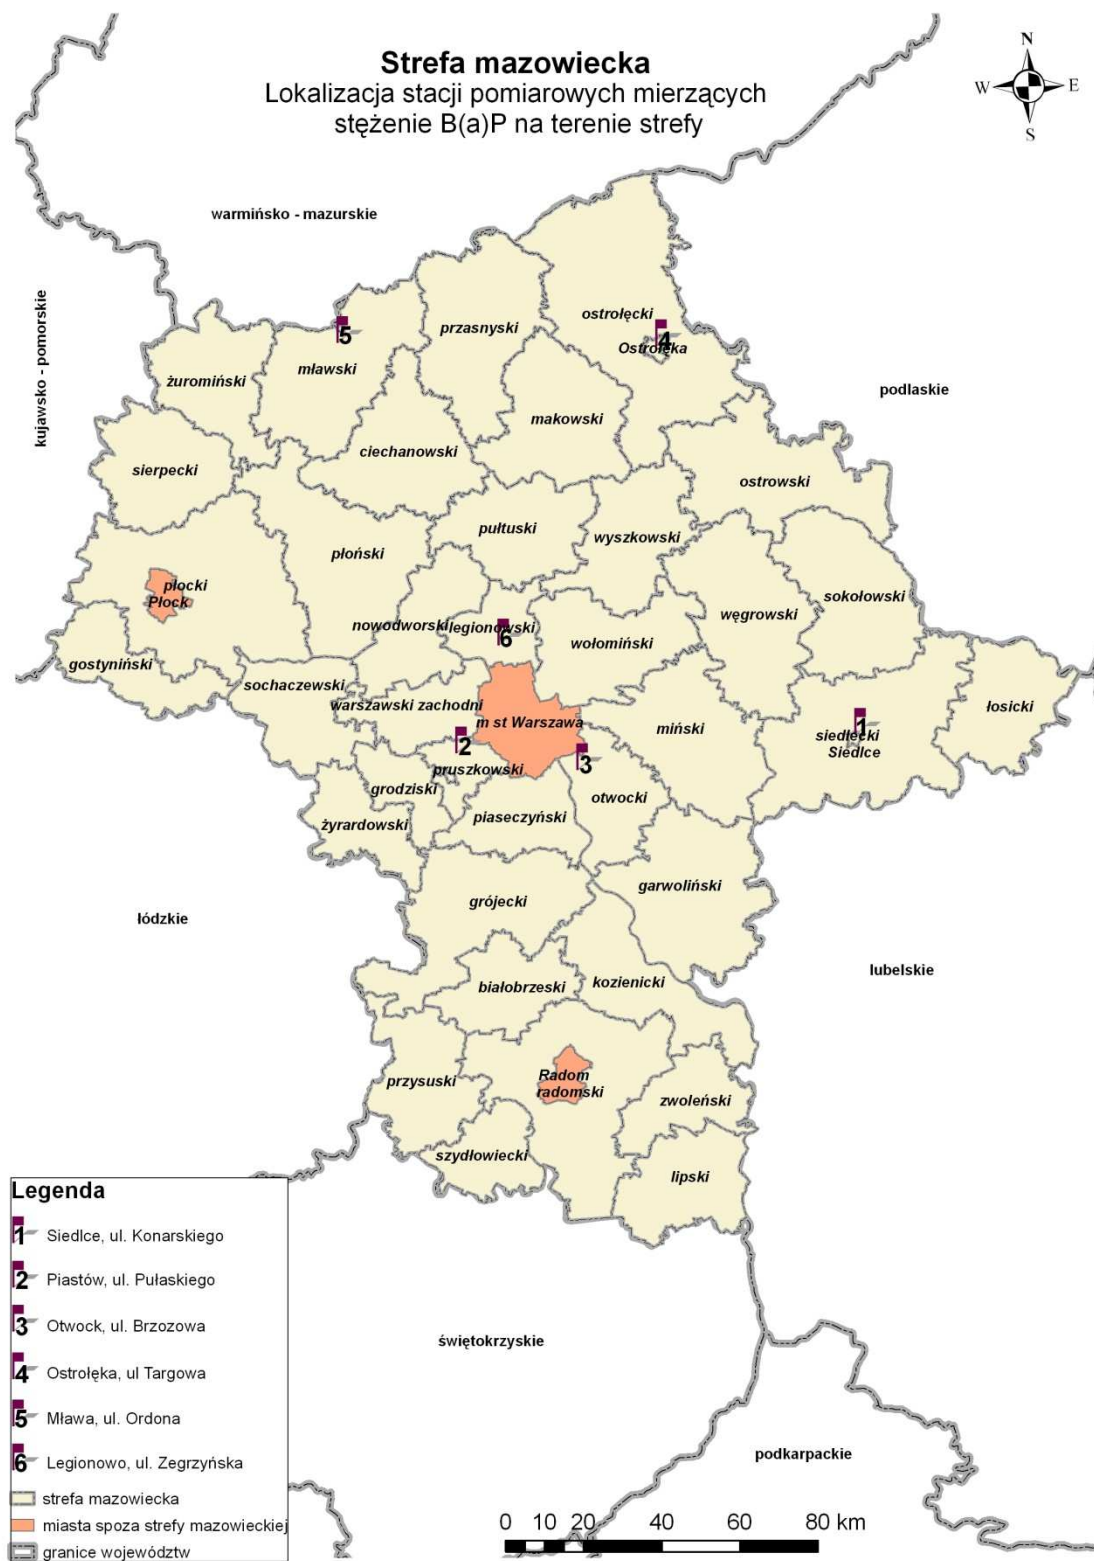 Strefa mazowiecka
Lokalizacja stacji pomiarowych mierzących
stężenie B(a)P na terenie strefy
N
W E
S
warmińsko - mazurskie
kujawsko - pomorskie
podlaskie
ostrołęcki
4
Ostrołęka
5
przasnyski
mławski
żuromiński
makowski
ciechanowski
sierpecki
ostrowski
pułtuski
wyszkowski
płoński
płocki
Płock
sokołowski
węgrowski
nowodworski
legionowski
6
wołomiński
gostyniński
sochaczewski
warszawski zachodni
m st Warszawa
miński
łosicki
1
siedlecki
Siedlce
2
pruszkowski
3
grodziski
otwocki
żyrardowski
piaseczyński
garwoliński
grójecki
łódzkie
lubelskie
białobrzeski
kozienicki
Radom
radomski
przysuski
zwoleński
szydłowiecki
lipski
świętokrzyskie
podkarpackie
Legenda
1 Siedlce, ul. Konarskiego
2 Piastów, ul. Pułaskiego
3 Otwock, ul. Brzozowa
4 Ostrołęka, ul Targowa
5 Mława, ul. Ordona
6 Legionowo, ul. Zegrzyńska
strefa mazowiecka
miasta spoza strefy mazowieckiej
granice województw
0 10 20 40 60 80 km